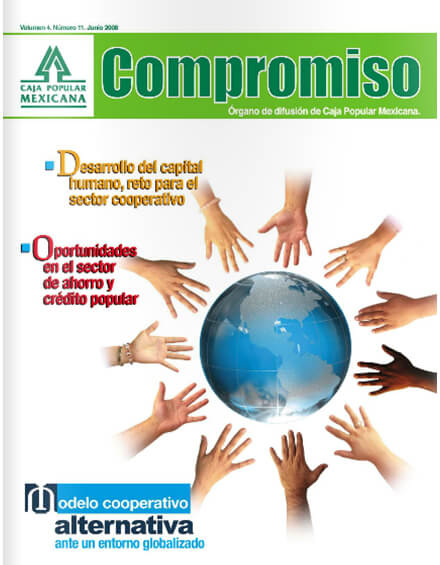 Volumen 4, Número 11, Junio 2008
CAJA POPULAR
MEXICANA
Compromiso
Órgano de difusión de Caja Popular Mexicana.
Desarrollo del capital
humano, reto para el
sector cooperativo
Oportunidades
en el sector
de ahorro y
crédito popular
Modelo cooperativo
alternativa
ante un entorno globalizado